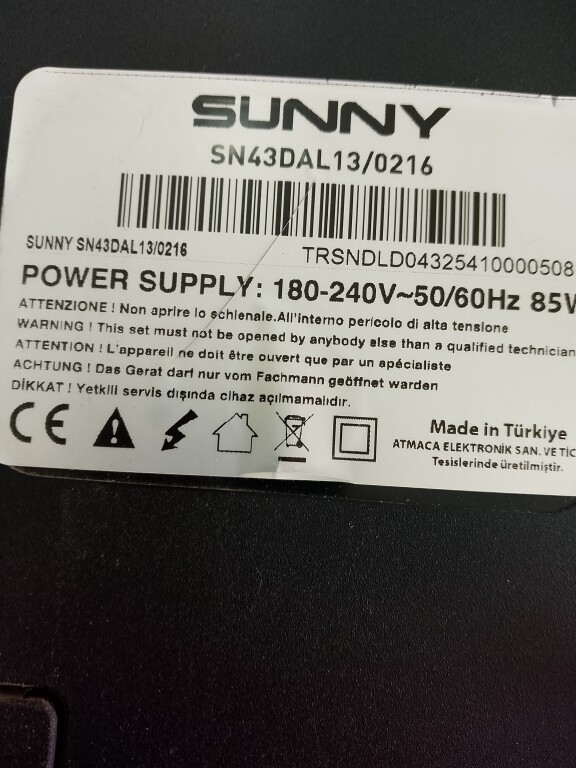 SUNNY
SN43DAL13/0216
SUNNY SN43DAL13/0216
TRSNDLD04325410000508
POWER SUPPLY: 180-240V~50/60Hz 85W
ATTENZIONE ! Non aprire lo schienale.All'interno pericolo di alta tensione
WARNING ! This set must not be opened by anybody else than a qualified technician
ATTENTION ! L'appareil ne doit être ouvert que par un spécialiste
ACHTUNG ! Das Gerat darf nur vom Fachmann geöffnet warden
DİKKAT ! Yetkili servis dışında cihaz açılmamalıdır.
CE
Made in Türkiye
ATMACA ELEKTRONİK SAN. VE TİC
Tesislerinde üretilmiştir.